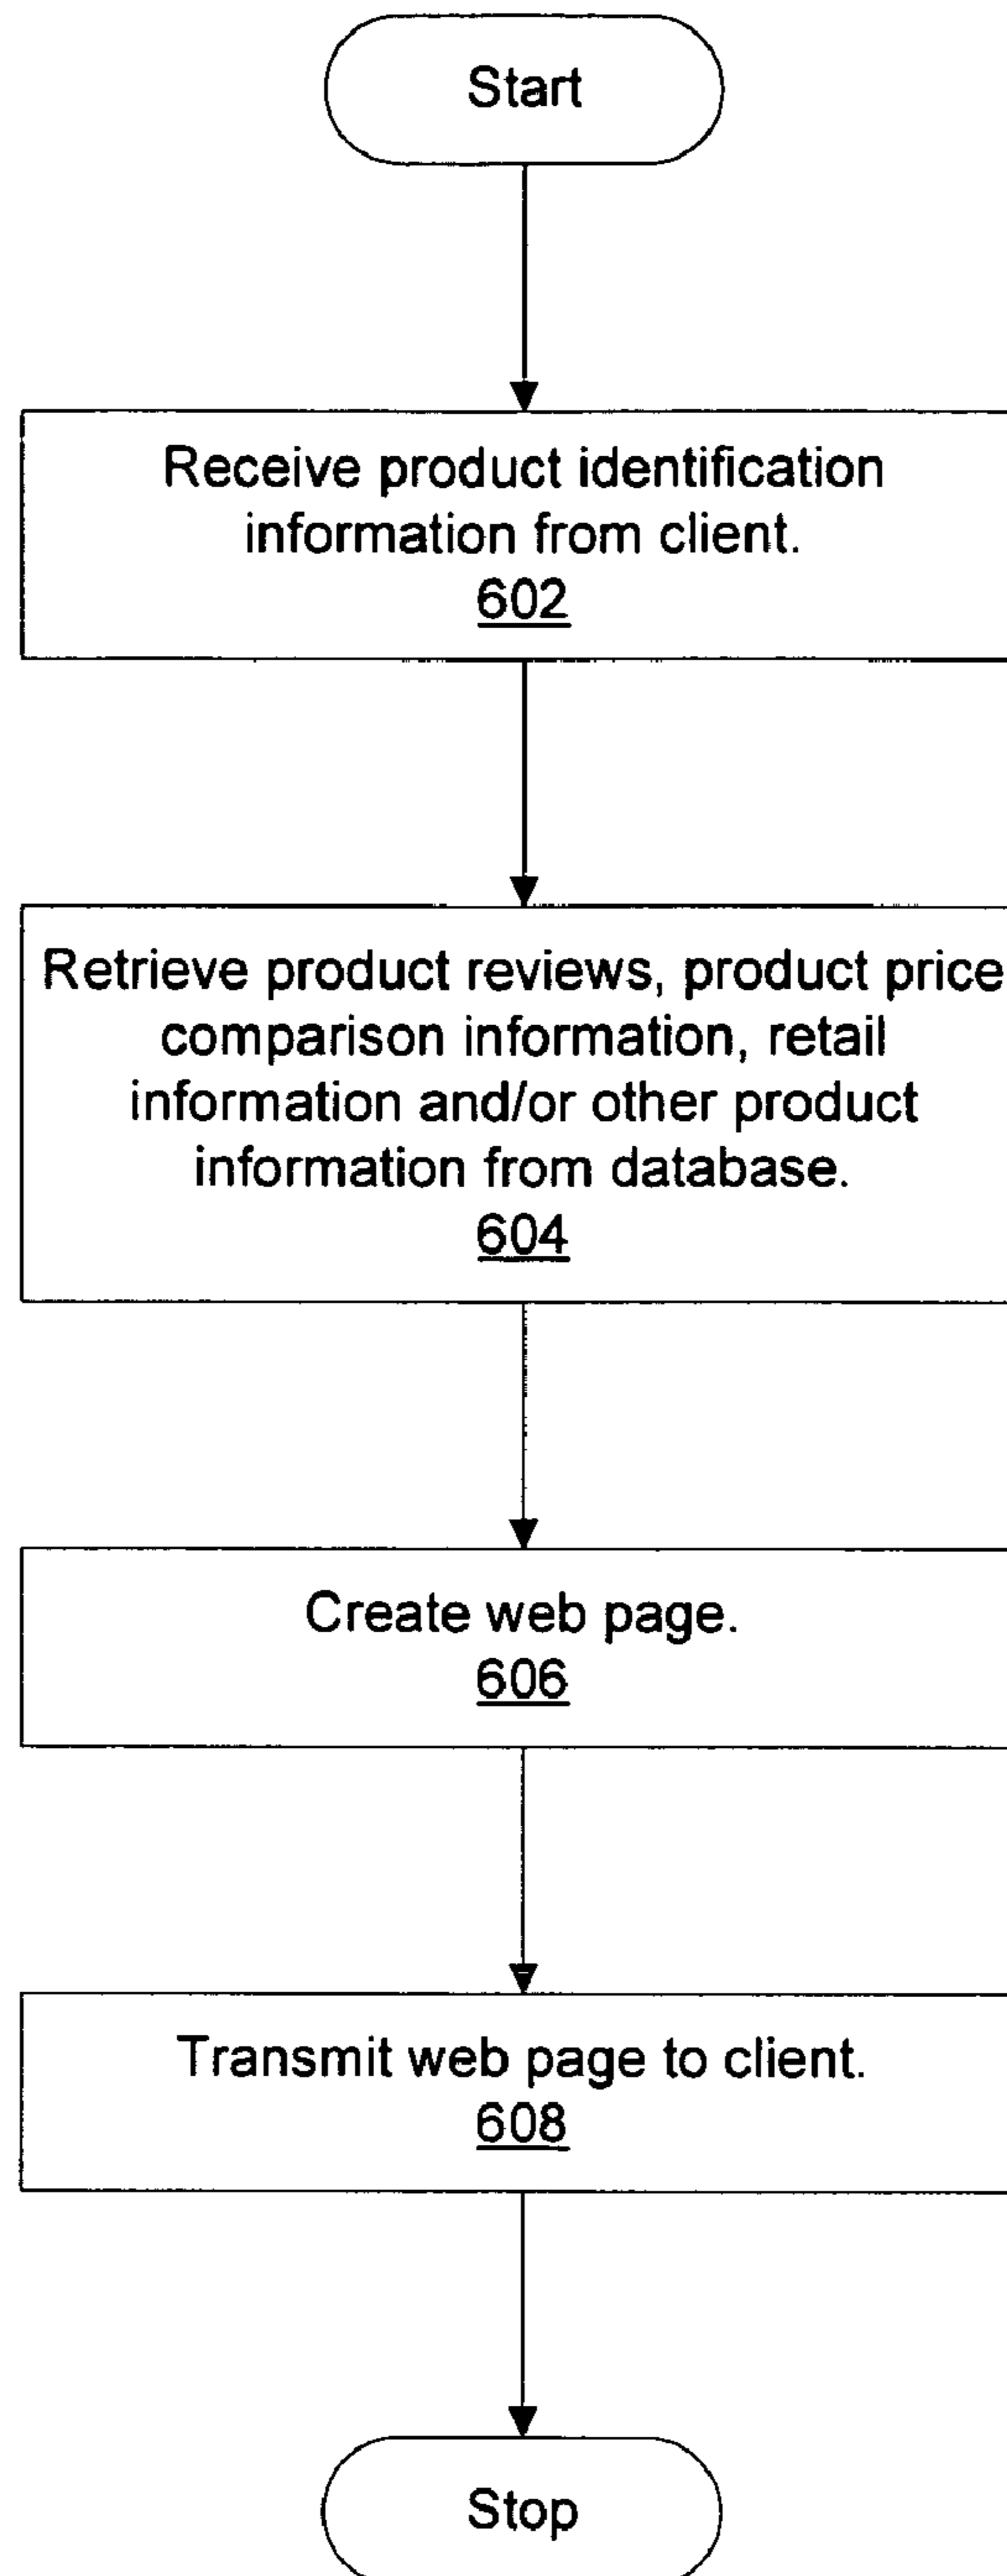 Start
Receive product identification
information from client.
602
Retrieve product reviews, product price
comparison information, retail
information and/or other product
information from database.
604
Create web page.
606
Transmit web page to client.
608
Stop